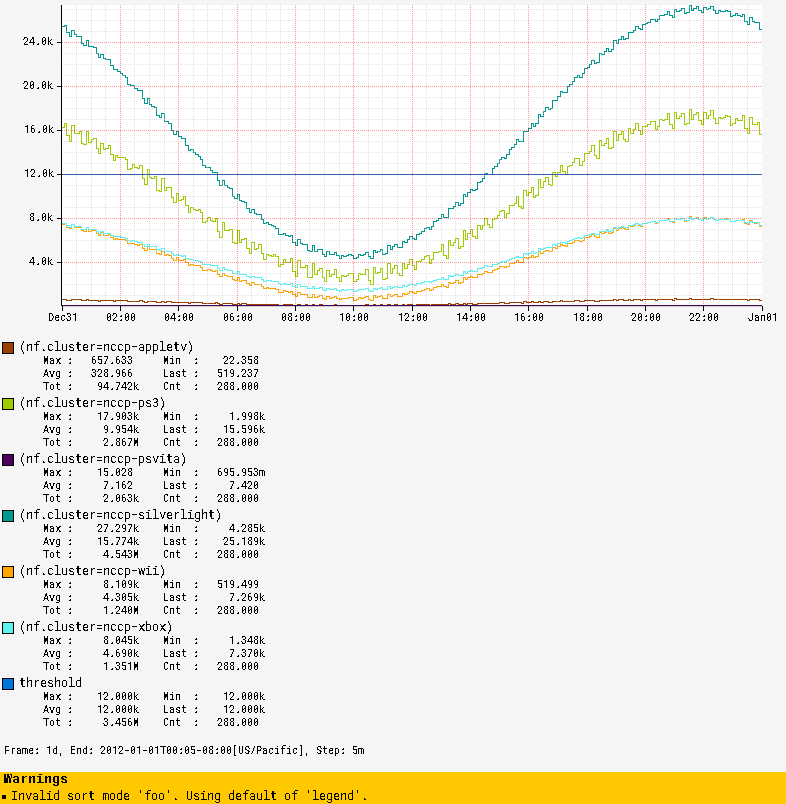 24.0k
20.0k
16.0k
12.0k
8.0k
4.0k
Dec31 02:00 04:00 06:00 08:00 10:00 12:00 14:00 16:00 18:00 20:00 22:00 Jan01
(nf.cluster=nccp-appletv)
Max : 657.633 Min : 22.358
Avg : 328.966 Last : 519.237
Tot : 94.742k Cnt : 288.000
(nf.cluster=nccp-ps3)
Max : 17.903k Min : 1.998k
Avg : 9.954k Last : 15.596k
Tot : 2.867M Cnt : 288.000
(nf.cluster=nccp-psvita)
Max : 15.028 Min : 695.953m
Avg : 7.162 Last : 7.420
Tot : 2.063k Cnt : 288.000
(nf.cluster=nccp-silverlight)
Max : 27.297k Min : 4.285k
Avg : 15.774k Last : 25.189k
Tot : 4.543M Cnt : 288.000
(nf.cluster=nccp-wii)
Max : 8.109k Min : 519.499
Avg : 4.305k Last : 7.269k
Tot : 1.240M Cnt : 288.000
(nf.cluster=nccp-xbox)
Max : 8.045k Min : 1.348k
Avg : 4.690k Last : 7.370k
Tot : 1.351M Cnt : 288.000
threshold
Max : 12.000k Min : 12.000k
Avg : 12.000k Last : 12.000k
Tot : 3.456M Cnt : 288.000
Frame: 1d, End: 2012-01-01T00:05-08:00[US/Pacific], Step: 5m
Warnings
▪ Invalid sort mode 'foo'. Using default of 'legend'.